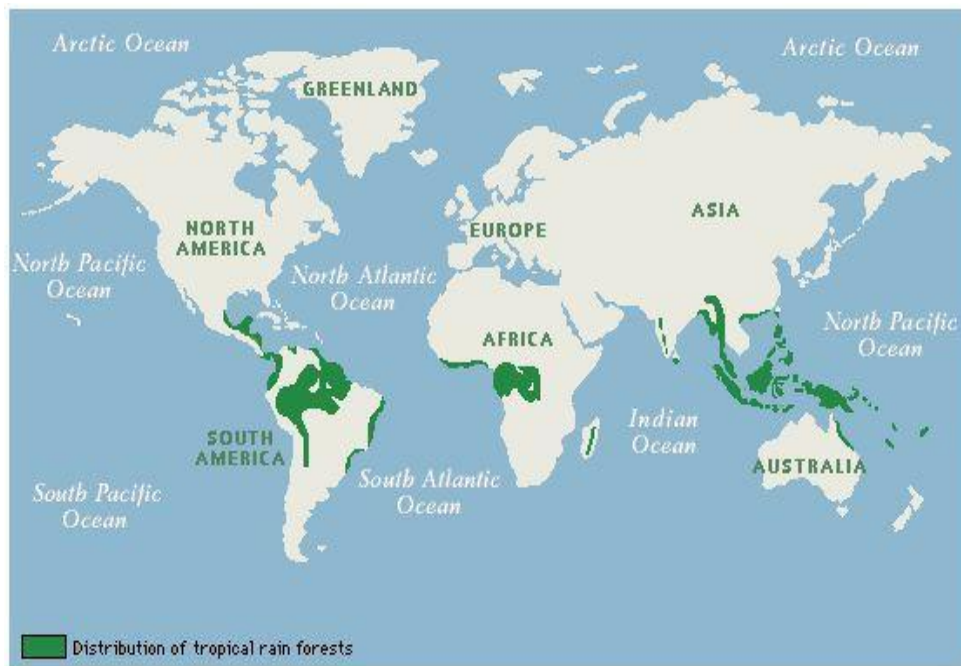 Arctic Ocean
Arctic Ocean
GREENLAND
NORTH
AMERICA
EUROPE
ASIA
North Pacific
Ocean
North Atlantic
Ocean
North Pacific
Ocean
AFRICA
Indian
Ocean
SOUTH
AMERICA
AUSTRALIA
South Pacific
Ocean
South Atlantic
Ocean
Distribution of tropical rain forests